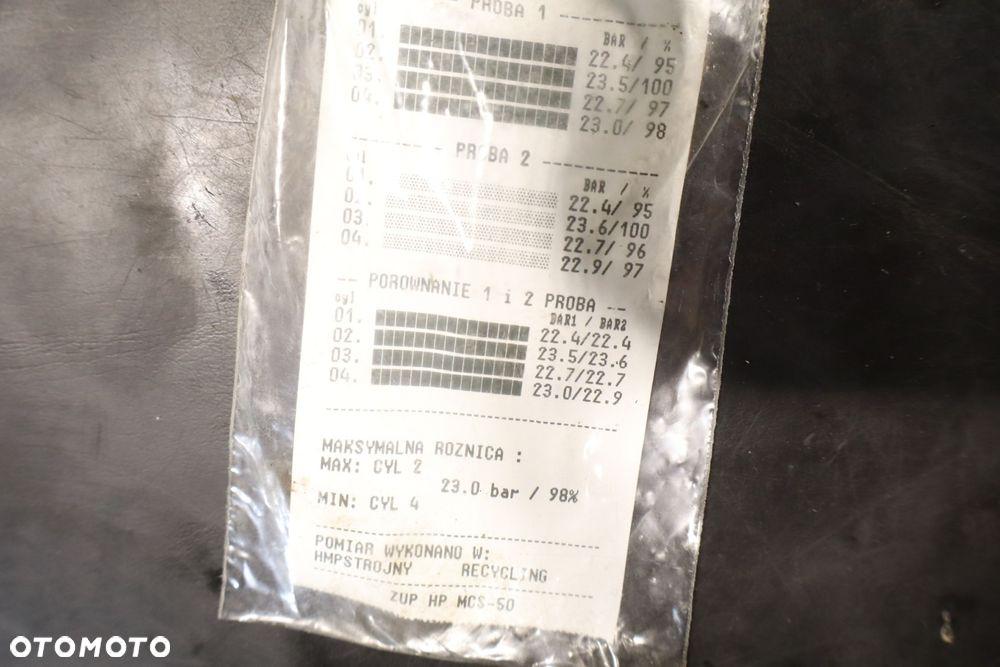 PROBA 1
cyl BAR / %
01. 22.4/ 95
02. 23.5/100
03. 22.7/ 97
04. 23.0/ 98
PROBA 2
cyl BAR / %
01. 22.4/ 95
02. 23.6/100
03. 22.7/ 96
04. 22.9/ 97
-- POROWNANIE 1 i 2 PROBA --
cyl BAR1 / BAR2
01. 22.4/22.4
02. 23.5/23.6
03. 22.7/22.7
04. 23.0/22.9
MAKSYMALNA ROZNICA :
MAX: CYL 2
23.0 bar / 98%
MIN: CYL 4
POMIAR WYKONANO W:
HMPSTROJNY RECYCLING
ZUP HP MCS-50
OTOMOTO